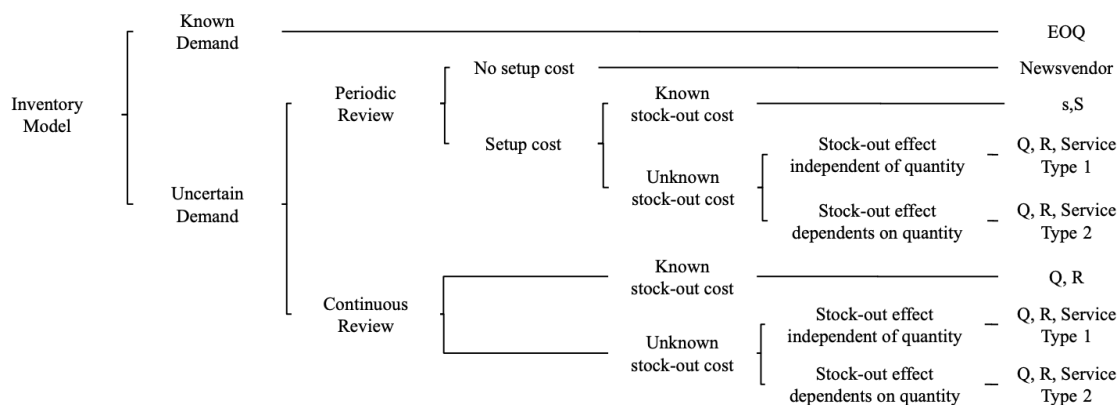 Known
Demand
EOQ
No setup cost
Newsvendor
Inventory
Model
Periodic
Review
Known
stock-out cost
s,S
Setup cost
Stock-out effect
independent of quantity
Q, R, Service
Type 1
Unknown
stock-out cost
Uncertain
Demand
Stock-out effect
dependents on quantity
Q, R, Service
Type 2
Known
stock-out cost
Q, R
Continuous
Review
Stock-out effect
independent of quantity
Q, R, Service
Type 1
Unknown
stock-out cost
Stock-out effect
dependents on quantity
Q, R, Service
Type 2